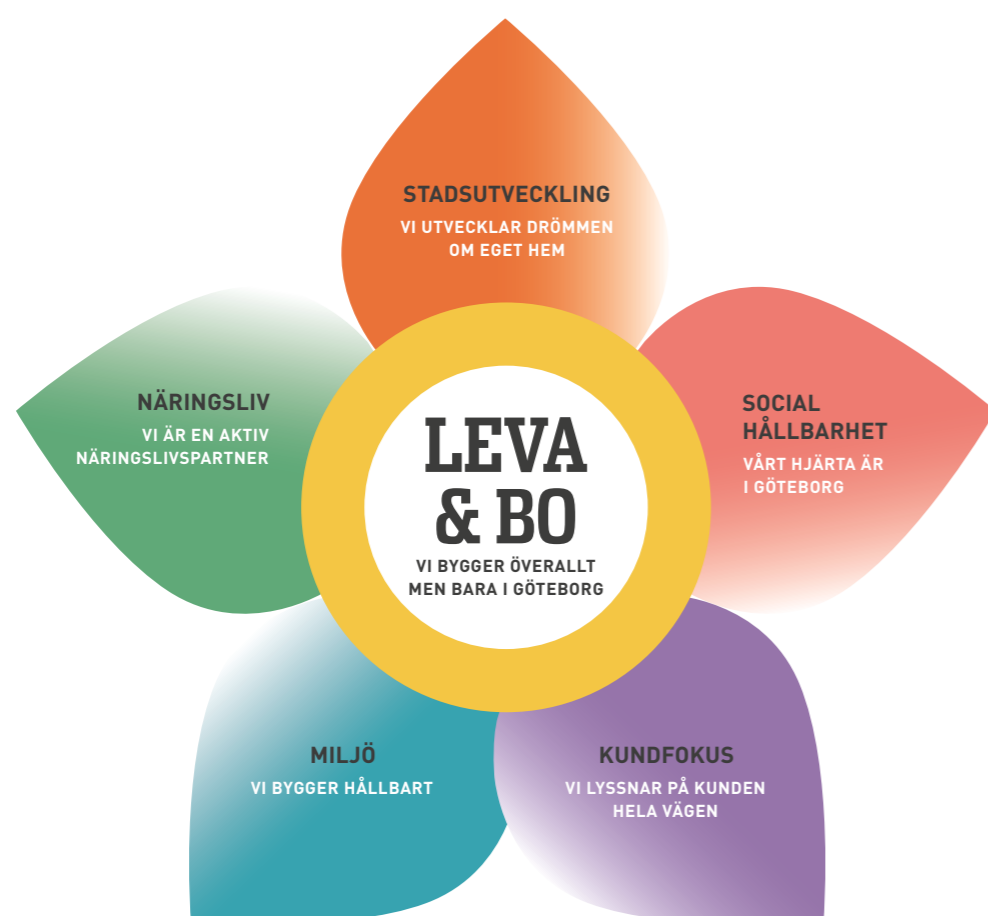 STADSUTVECKLING
VI UTVECKLAR DRÖMMEN
OM EGET HEM
NÄRINGSLIV
VI ÄR EN AKTIV
NÄRINGSLIVSPARTNER
LEVA
& BO
VI BYGGER ÖVERALLT
MEN BARA I GÖTEBORG
SOCIAL
HÅLLBARHET
VÅRT HJÄRTA ÄR
I GÖTEBORG
MILJÖ
VI BYGGER HÅLLBART
KUNDFOKUS
VI LYSSNAR PÅ KUNDEN
HELA VÄGEN